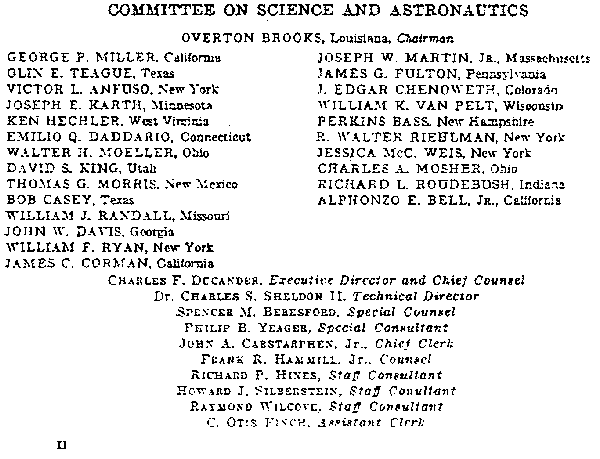 COMMITTEE ON SCIENCE AND ASTRONAUTICS
OVERTON BROOKS, Louisiana, Chairman
GEORGE P. MILLER, California
OLIN E. TEAGUE, Texas
VICTOR L. ANFUSO, New York
JOSEPH E. KARTH, Minnesota
KEN HECHLER, West Virginia
EMILIO Q. DADDARIO, Connecticut
WALTER H. MOELLER, Ohio
DAVID S. KING, Utah
THOMAS G. MORRIS, New Mexico
BOB CASEY, Texas
WILLIAM J. RANDALL, Missouri
JOHN W. DAVIS, Georgia
WILLIAM F. RYAN, New York
JAMES C. CORMAN, California
JOSEPH W. MARTIN, Jr., Massachusetts
JAMES G. FULTON, Pennsylvania
J. EDGAR CHENOWETH, Colorado
WILLIAM K. VAN PELT, Wisconsin
PERKINS BASS, New Hampshire
R. WALTER RIEHLMAN, New York
JESSICA McC. WEIS, New York
CHARLES A. MOSHER, Ohio
RICHARD L. ROUDEBUSH, Indiana
ALPHONZO E. BELL, Jr., California
CHARLES F. DUCANDER, Executive Director and Chief Counsel
Dr. CHARLES S. SHELDON II, Technical Director
SPENCER M. BERESFORD, Special Counsel
PHILIP B. YEAGER, Special Consultant
JOHN A. CARSTARPHEN, Jr., Chief Clerk
FRANK R. HAMMILL, Jr., Counsel
RICHARD P. HINES, Staff Consultant
HOWARD J. SILBERSTEIN, Staff Conultant
RAYMOND WILCOVE, Staff Consultant
C. OTIS FINCH, Assistant Clerk
II